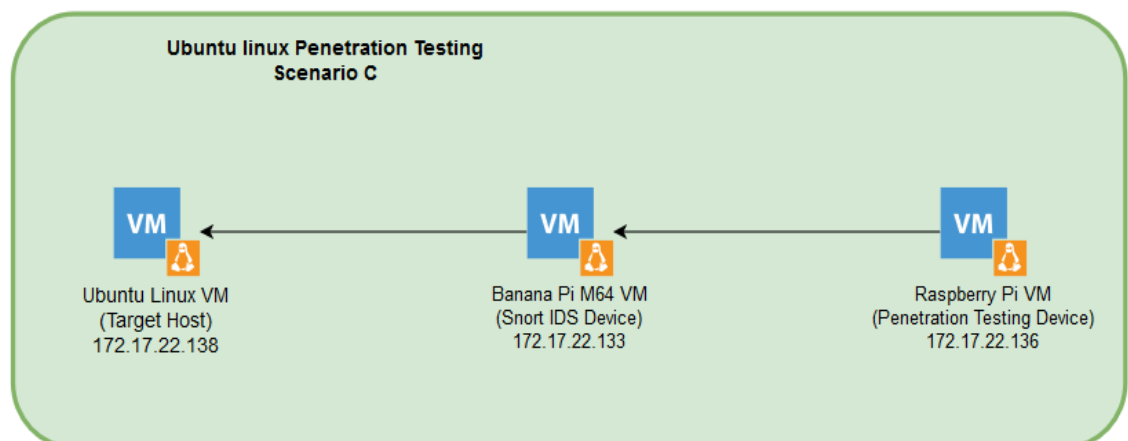 Ubuntu linux Penetration Testing
Scenario C
VM
VM
VM
Ubuntu Linux VM
(Target Host)
172.17.22.138
Banana Pi M64 VM
(Snort IDS Device)
172.17.22.133
Raspberry Pi VM
(Penetration Testing Device)
172.17.22.136